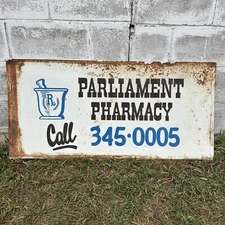 PARLIAMENT
PHARMACY
Rx
Call 345·0005